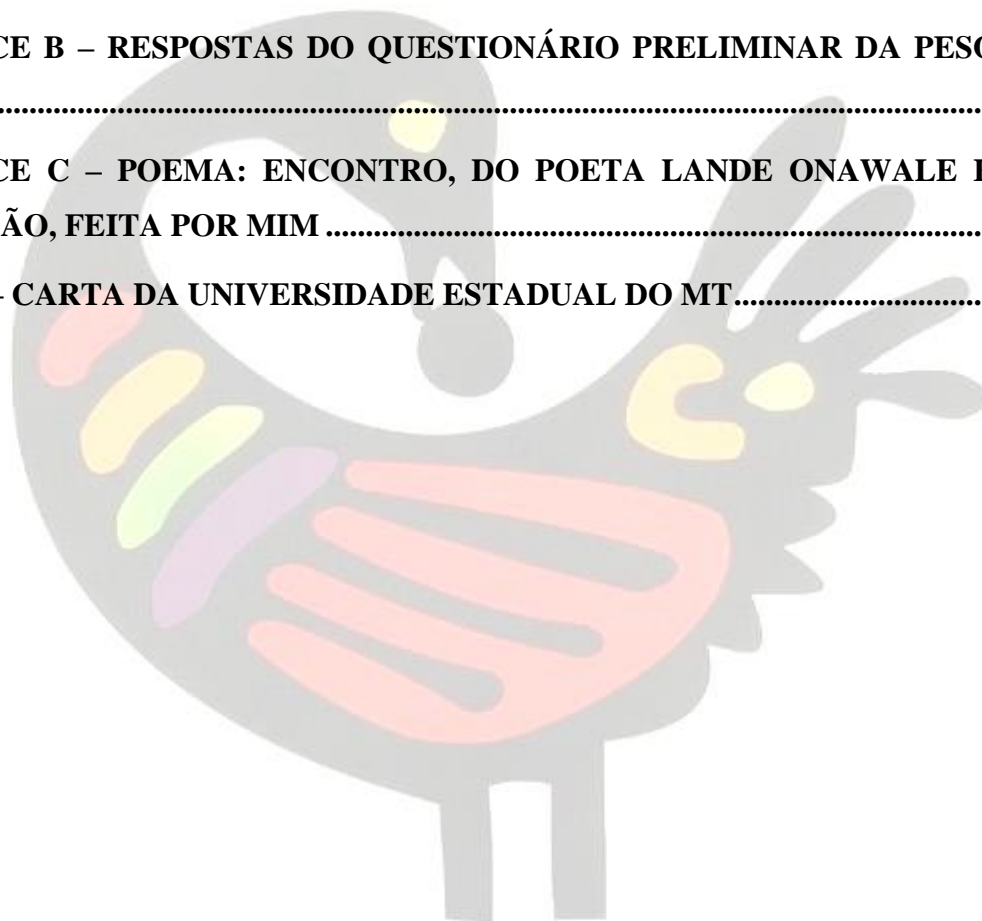 CE B – RESPOSTAS DO QUESTIONÁRIO PRELIMINAR DA PESQ
....................................................................................................
CE C – POEMA: ENCONTRO, DO POETA LANDE ONAWALE E
ÃO, FEITA POR MIM ....................................................................
– CARTA DA UNIVERSIDADE ESTADUAL DO MT..............................